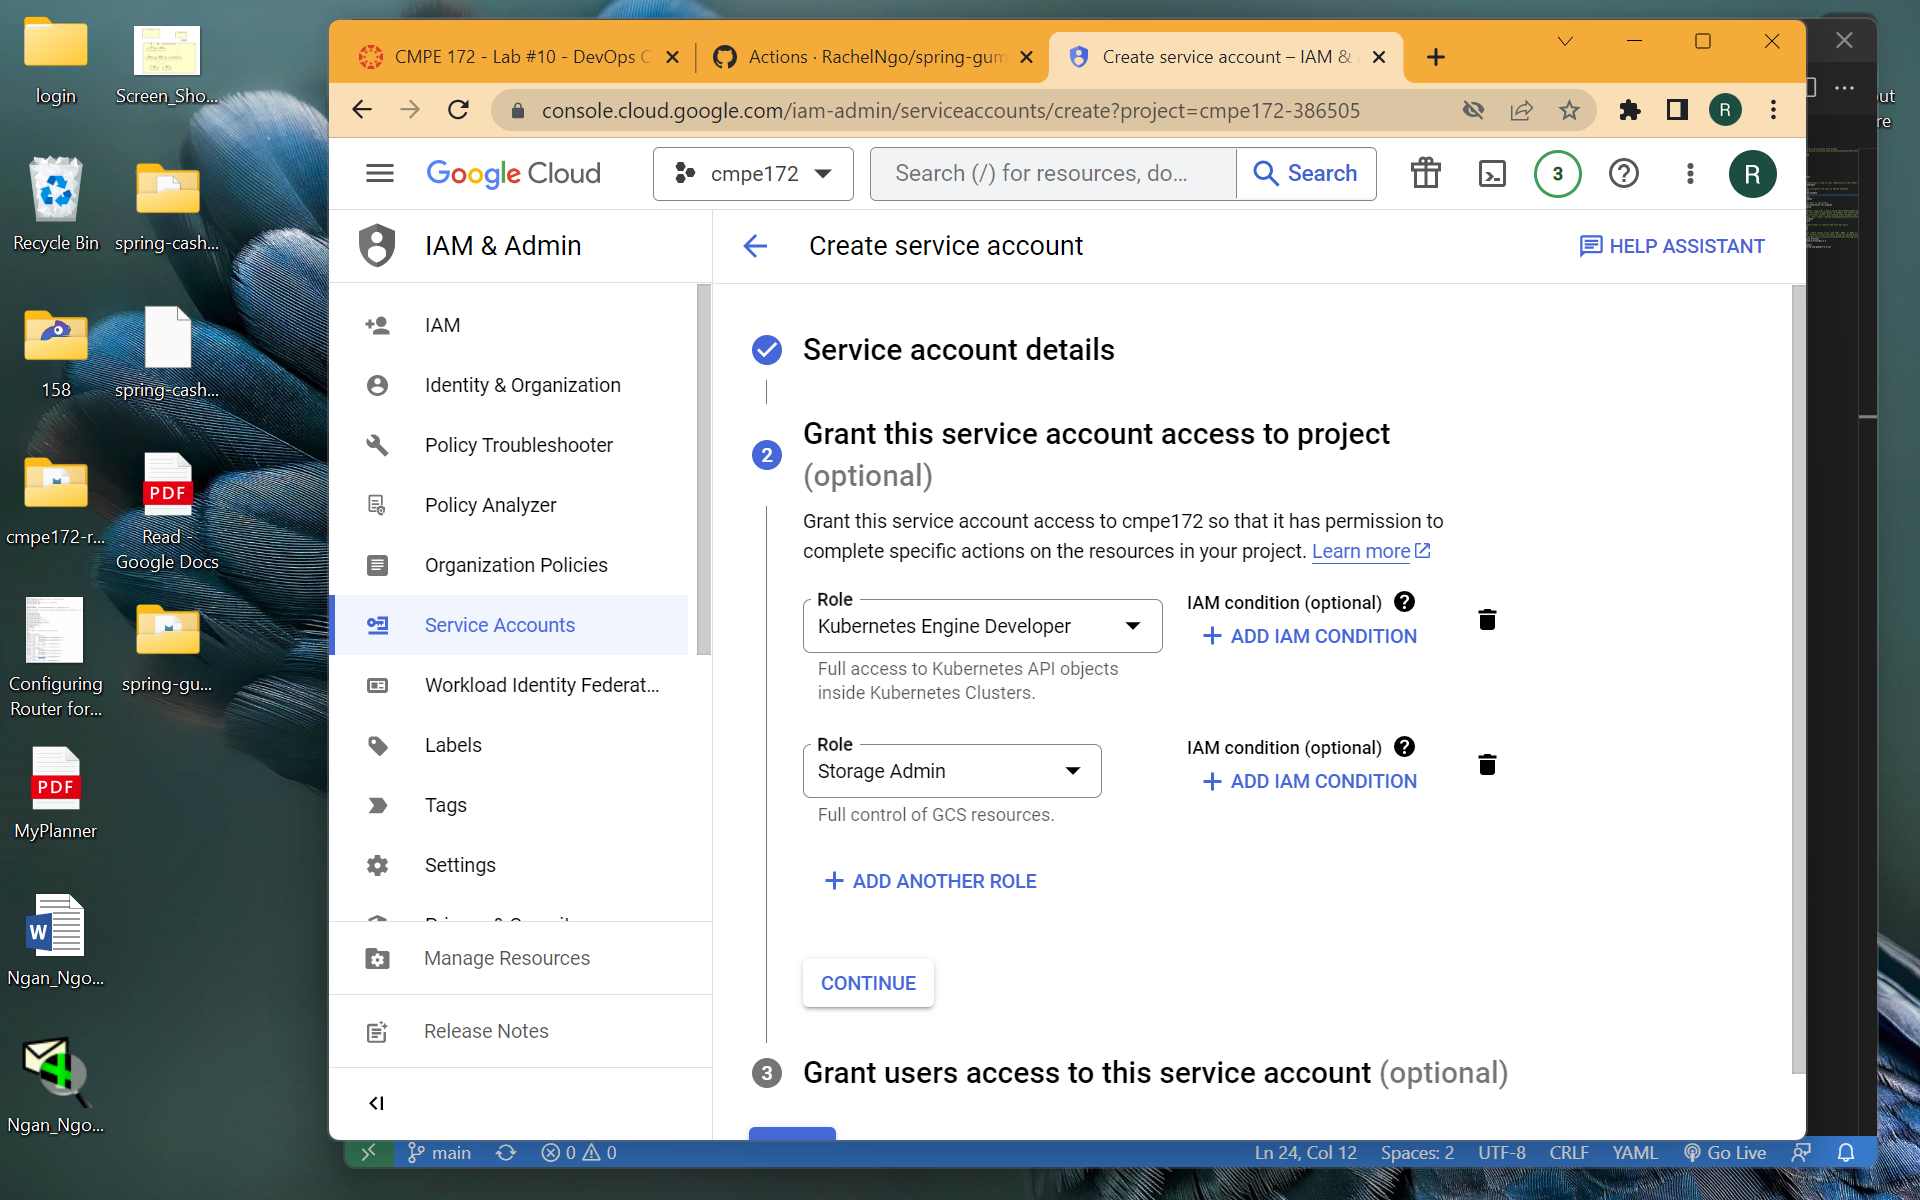 login
Screen_Sho...
Recycle Bin
spring-cash...
158
spring-cash...
cmpe172-r...
PDF
Read -
Google Docs
Configuring
Router for...
spring-gu...
PDF
MyPlanner
W
Ngan_Ngo...
Ngan_Ngo...
CMPE 172 - Lab #10 - DevOps C
Actions · RachelNgo/spring-gum
Create service account – IAM &
console.cloud.google.com/iam-admin/serviceaccounts/create?project=cmpe172-386505
R
Google Cloud
cmpe172
Search (/) for resources, do...
Search
3
R
IAM & Admin
IAM
Identity & Organization
Policy Troubleshooter
Policy Analyzer
Organization Policies
Service Accounts
Workload Identity Federat...
Labels
Tags
Settings
Manage Resources
Release Notes
Create service account
HELP ASSISTANT
Service account details
2
Grant this service account access to project
(optional)
Grant this service account access to cmpe172 so that it has permission to
complete specific actions on the resources in your project. Learn more
Role
Kubernetes Engine Developer
IAM condition (optional)
ADD IAM CONDITION
Full access to Kubernetes API objects
inside Kubernetes Clusters.
Role
Storage Admin
IAM condition (optional)
ADD IAM CONDITION
Full control of GCS resources.
ADD ANOTHER ROLE
CONTINUE
3
Grant users access to this service account (optional)
main
0
0
Ln 24, Col 12
Spaces: 2
UTF-8
CRLF
YAML
Go Live